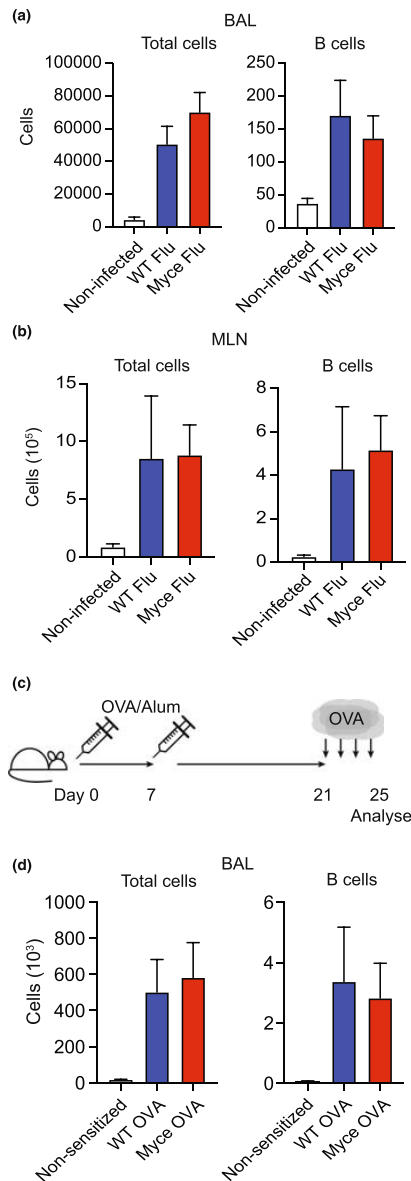 (a)
BAL
Total cells
B cells
Cells
100000
80000
60000
40000
20000
0
250
200
150
100
50
0
Non-infected
WT Flu
Myce Flu
Non-infected
WT Flu
Myce Flu
(b)
MLN
Total cells
B cells
Cells (10⁵)
15
10
5
0
8
6
4
2
0
Non-infected
WT Flu
Myce Flu
Non-infected
WT Flu
Myce Flu
(c)
OVA/Alum
OVA
Day 0
7
21
25
Analyse
(d)
BAL
Total cells
B cells
Cells (10³)
1000
800
600
400
200
0
6
4
2
0
Non-sensitized
WT OVA
Myce OVA
Non-sensitized
WT OVA
Myce OVA